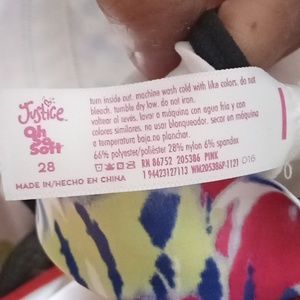 Justice
oh so soft
28
MADE IN/HECHO EN CHINA
turn inside out. machine wash cold with like colors. do not
bleach. tumble dry low. do not iron.
voltear al revés. lavar a máquina con agua fría y con
colores similares. no usar blanqueador. secar en máquina
a temperatura baja. no planchar.
66% polyester/poliéster 28% nylon 6% spandex
RN 86752 205386 PINK
1 94423127113 WM205386P-1121 016